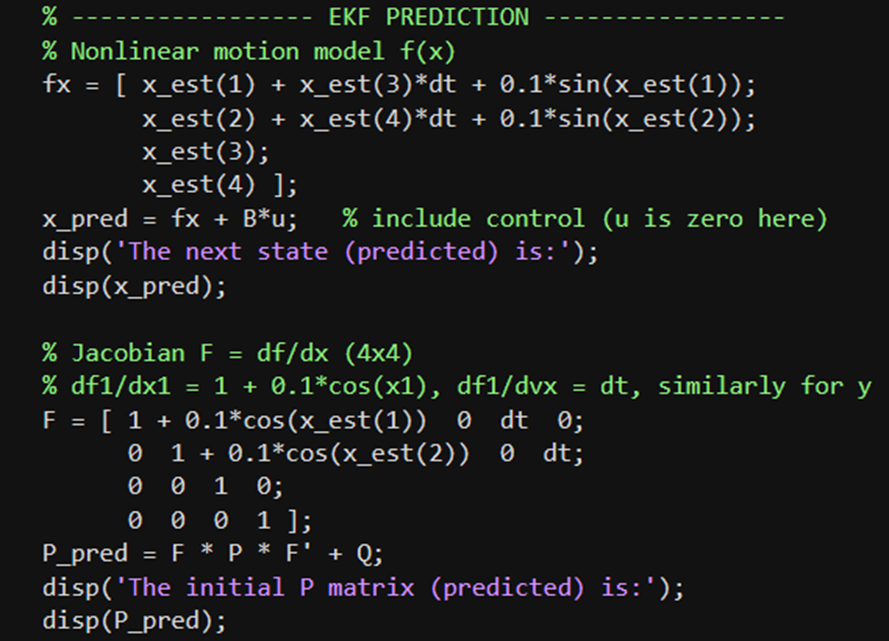 % ----------------- EKF PREDICTION -----------------
% Nonlinear motion model f(x)
fx = [ x_est(1) + x_est(3)*dt + 0.1*sin(x_est(1));
x_est(2) + x_est(4)*dt + 0.1*sin(x_est(2));
x_est(3);
x_est(4) ];
x_pred = fx + B*u;   % include control (u is zero here)
disp('The next state (predicted) is:');
disp(x_pred);
% Jacobian F = df/dx (4x4)
% df1/dx1 = 1 + 0.1*cos(x1), df1/dvx = dt, similarly for y
F = [ 1 + 0.1*cos(x_est(1))  0  dt  0;
0  1 + 0.1*cos(x_est(2))  0  dt;
0  0  1  0;
0  0  0  1 ];
P_pred = F * P * F' + Q;
disp('The initial P matrix (predicted) is:');
disp(P_pred);